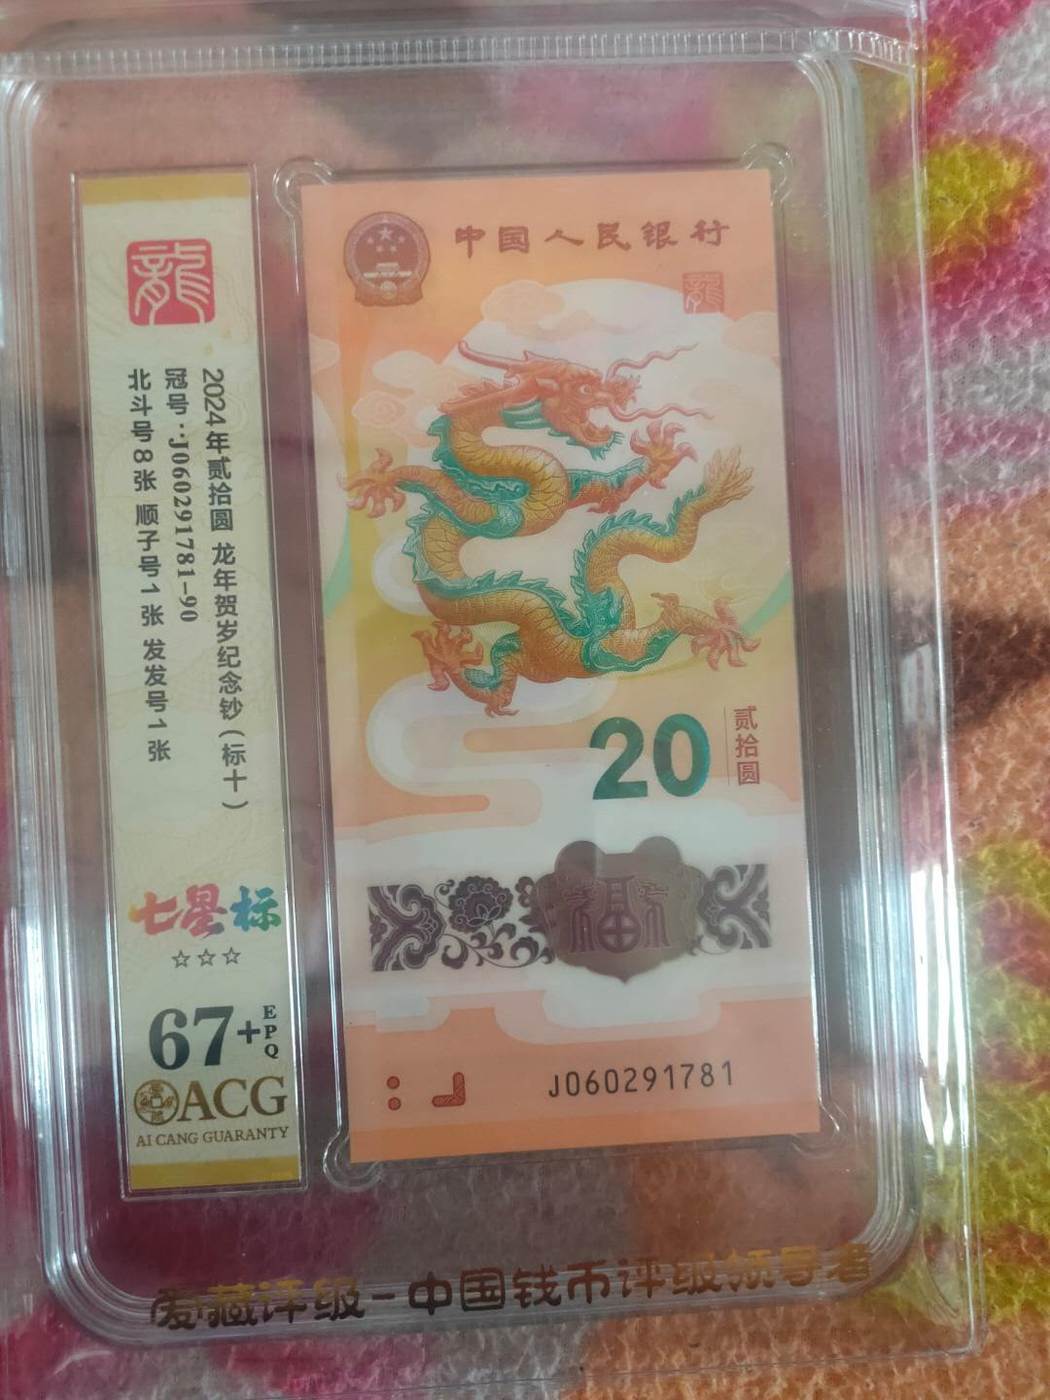 龍
2024年贰拾圆 龙年贺岁纪念钞(标十)
冠号:J060291781-90
北斗号8张 顺子号1张 发发号1张
七星标
☆☆☆
67+
EPQ
ACG
AI CANG GUARANTY
中国人民银行
龍
20
贰拾圆
福
J060291781
爱藏评级-中国钱币评级领导者